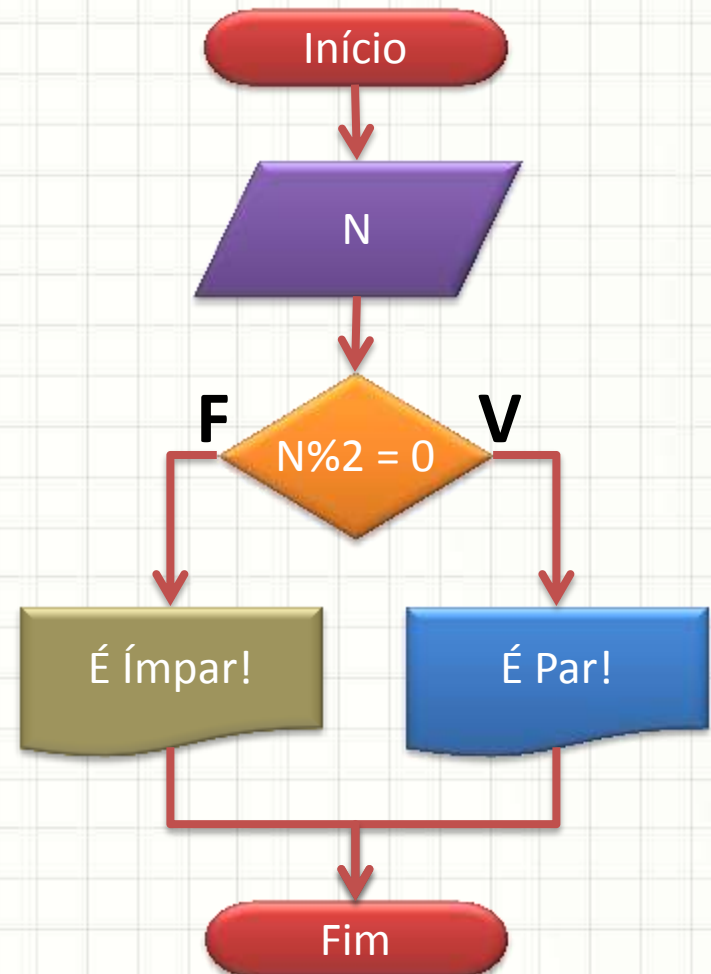 Início
N
F
V
N%2 = 0
É Ímpar!
É Par!
Fim